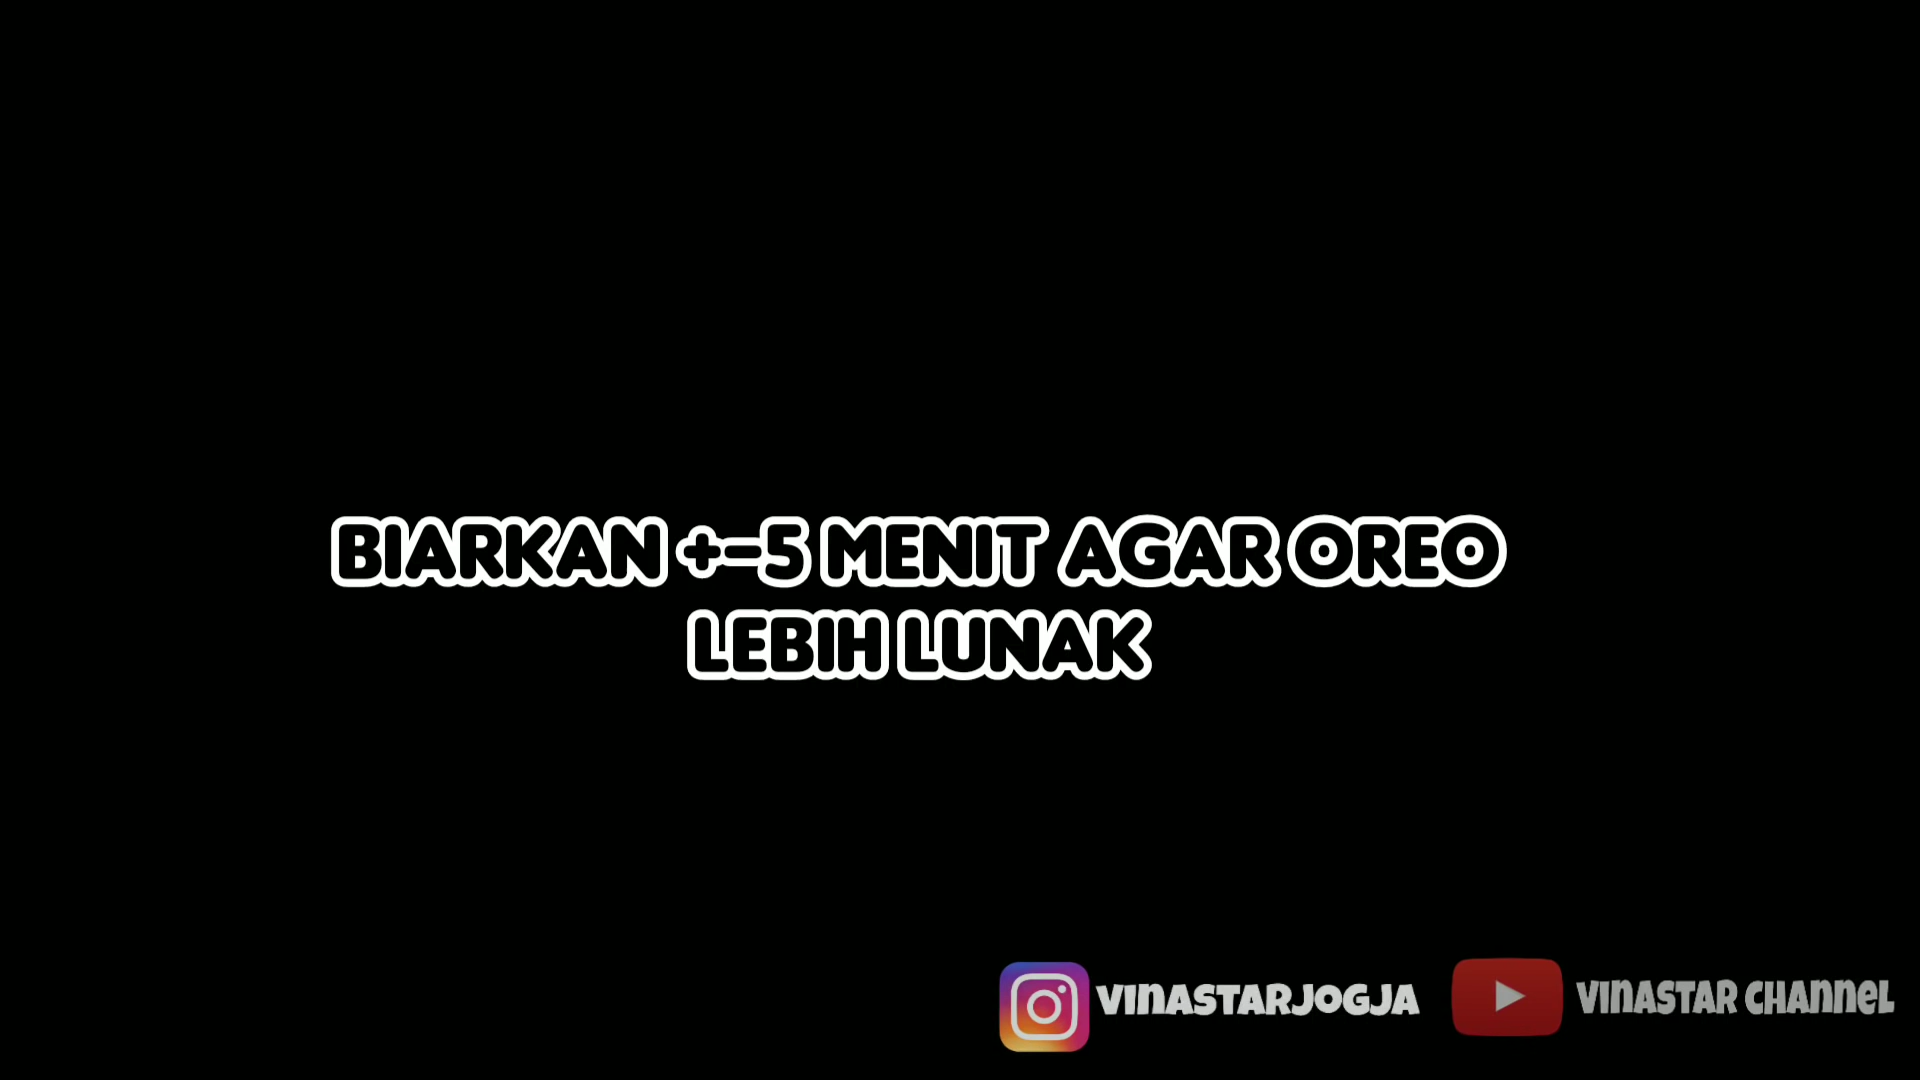 BIARKAN +=5 MENIT AGAR OREO
LEBIH LUNAK
VINASTARJOGJA
VINASTAR CHANNEL